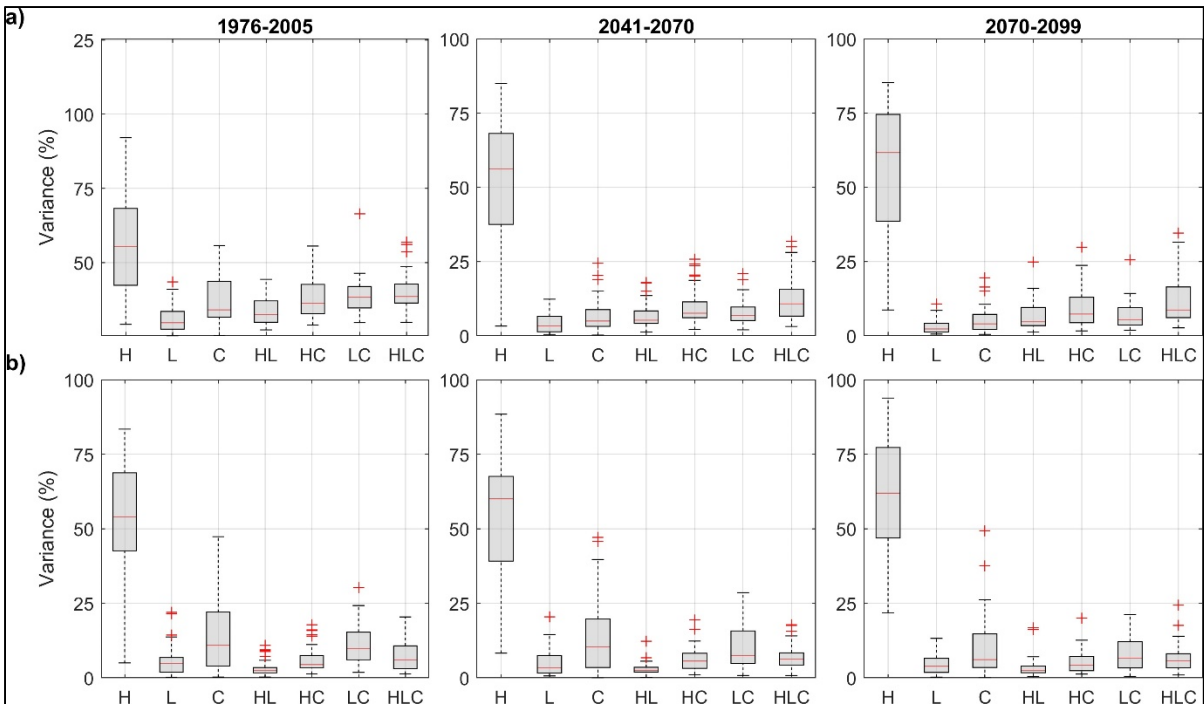 a)
1976-2005 2041-2070 2070-2099
25 100 100
100 75 75
75 50 50
50 25 25
0 0
Variance (%)
H L C HL HC LC HLC H L C HL HC LC HLC H L C HL HC LC HLC
b)
100 100 100
75 75 75
50 50 50
25 25 25
0 0 0
Variance (%)
H L C HL HC LC HLC H L C HL HC LC HLC H L C HL HC LC HLC